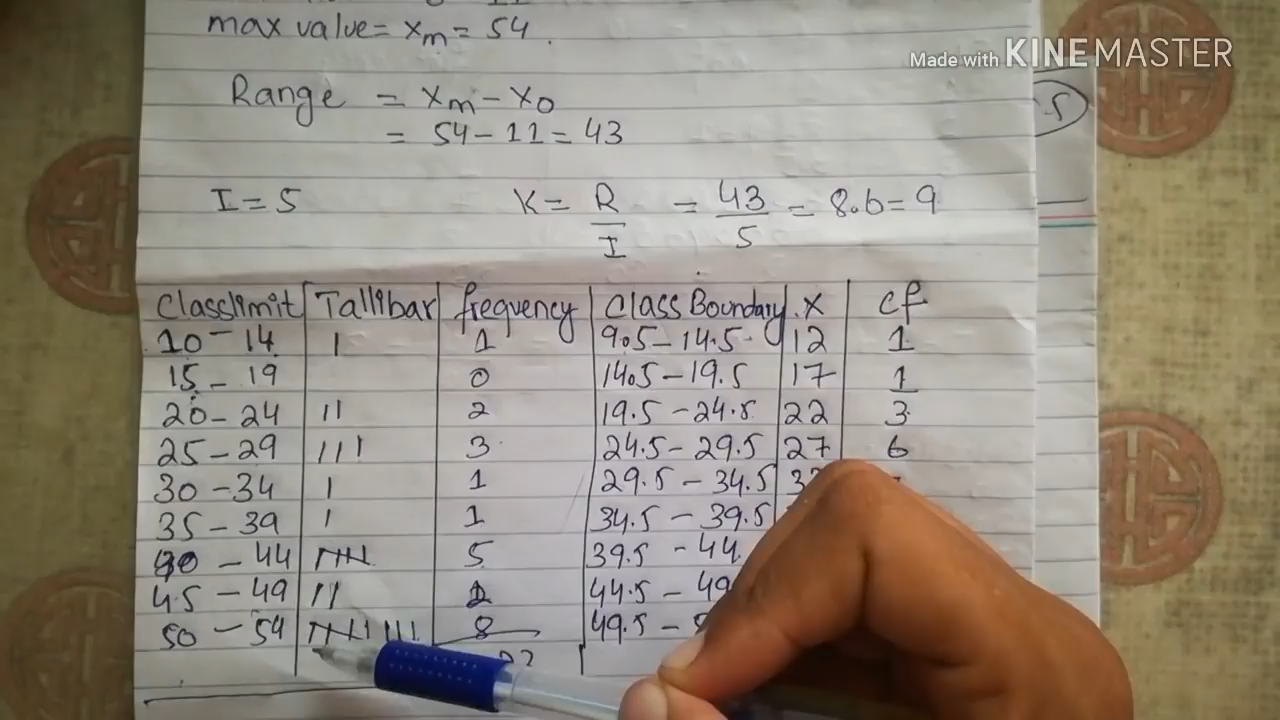 max value = xm = 54.
Made with KINEMASTER
Range = xm - x0
5
= 54 - 11 = 43
I = 5 K = R/I = 43/5 = 8.6 = 9
Classlimit Tallibar frequency Class Boundary x cf
10 - 14 | 1 9.5 - 14.5 12 1
15 - 19 0 14.5 - 19.5 17 1
20 - 24 || 2 19.5 - 24.5 22 3
25 - 29 ||| 3 24.5 - 29.5 27 6
30 - 34 | 1 29.5 - 34.5
35 - 39 | 1 34.5 - 39.5
40 - 44 5 39.5 - 44.
45 - 49 || 2 44.5 - 49
50 - 54 8 49.5 -